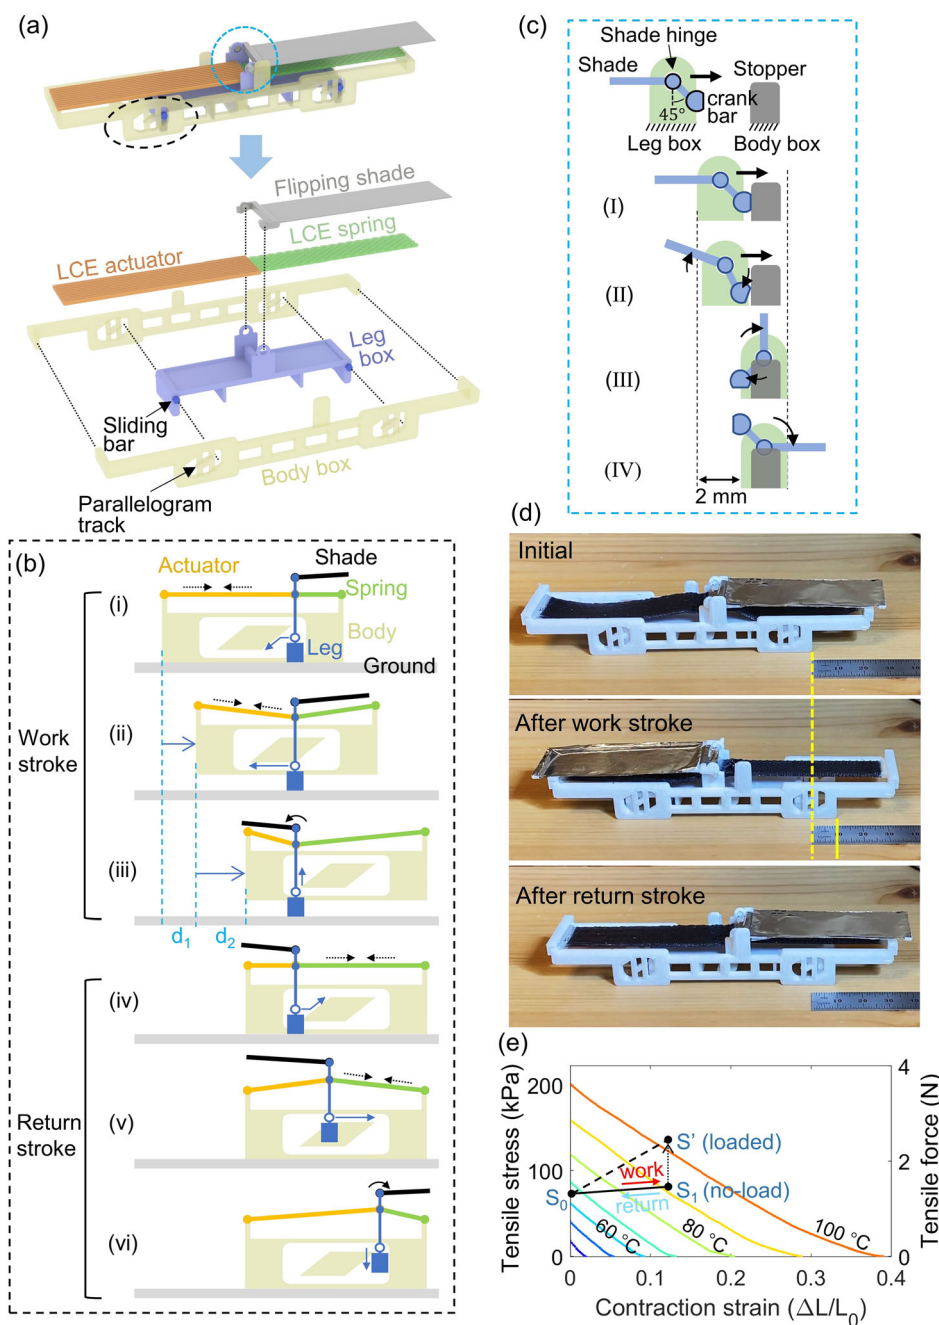 (a)
Flipping shade
LCE spring
LCE actuator
Leg
box
Sliding
bar
Body box
Parallelogram
track
(b)
Actuator
Shade
Spring
(i)
Body
Leg
Ground
(ii)
Work
stroke
(iii)
d1
d2
(iv)
(v)
Return
stroke
(vi)
(c)
Shade hinge
Shade
Stopper
crank
bar
45°
Leg box
Body box
(I)
(II)
(III)
(IV)
2 mm
(d)
Initial
After work stroke
After return stroke
(e)
Tensile stress (kPa)
200
100
0
4
2
0
Tensile force (N)
S' (loaded)
work
S0
S1 (no-load)
return
60 °C
80 °C
100 °C
0
0.1
0.2
0.3
0.4
Contraction strain (ΔL/L0)